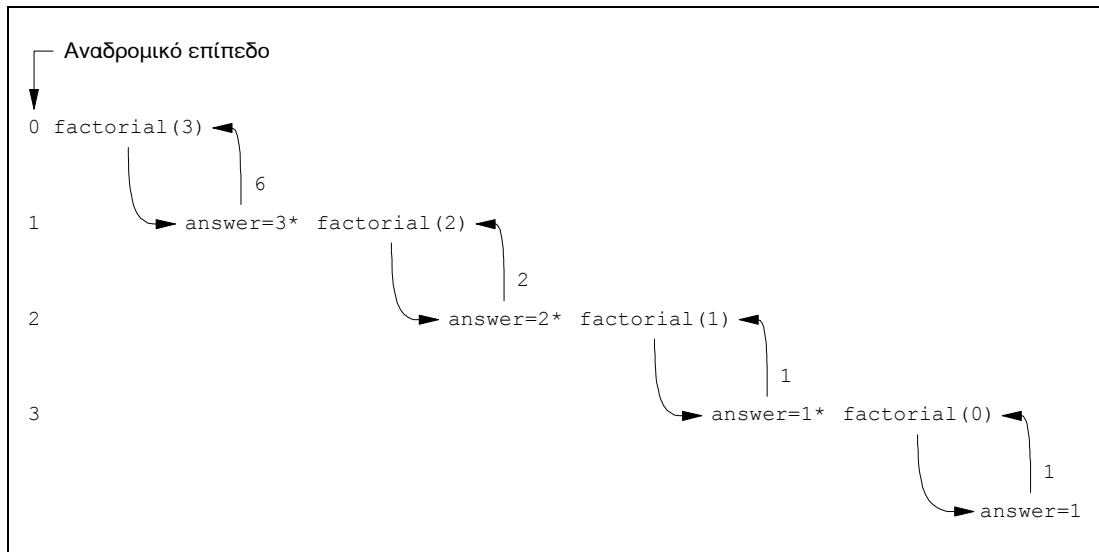 Αναδρομικό επίπεδο
0 factorial(3)
6
1 answer=3* factorial(2)
2
2 answer=2* factorial(1)
1
3 answer=1* factorial(0)
1
answer=1